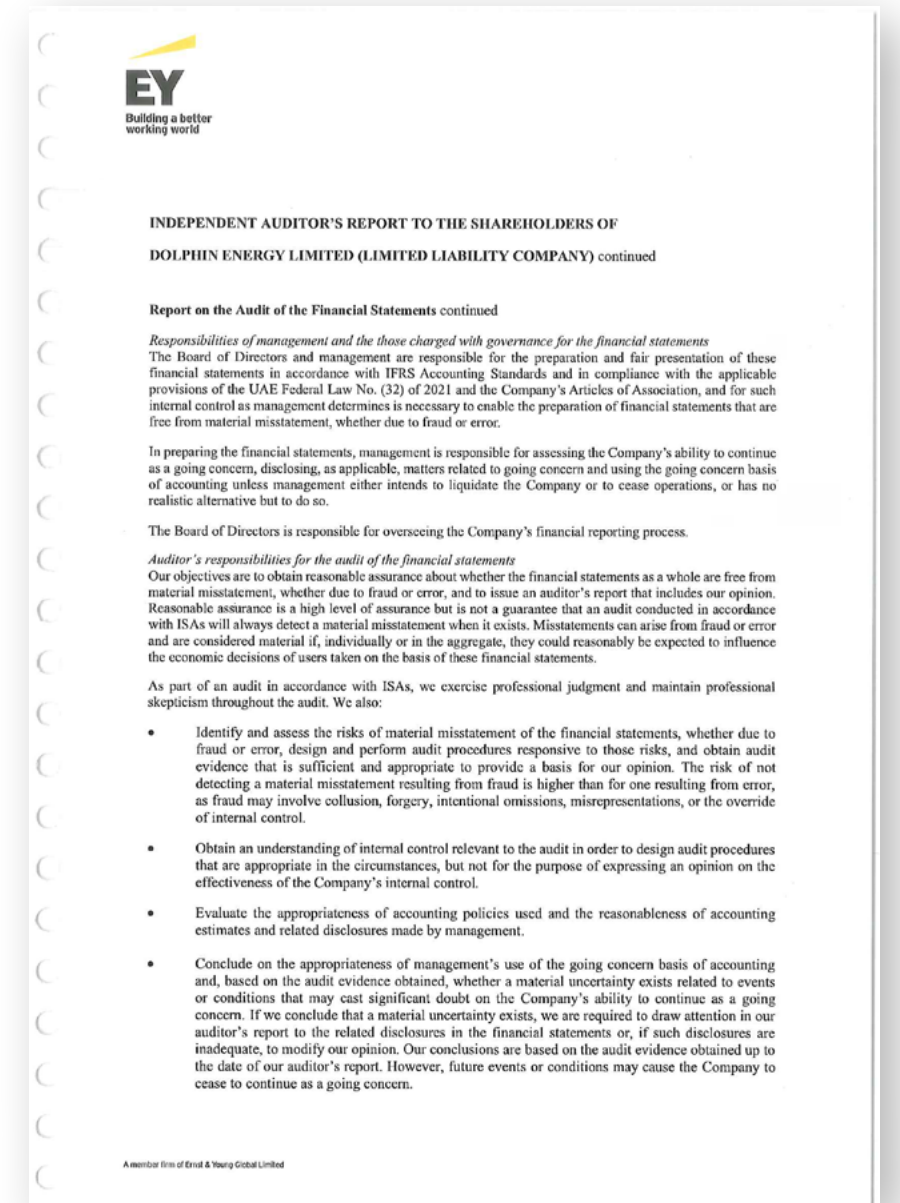 EY
Building a better
working world
INDEPENDENT AUDITOR'S REPORT TO THE SHAREHOLDERS OF
DOLPHIN ENERGY LIMITED (LIMITED LIABILITY COMPANY) continued
Report on the Audit of the Financial Statements continued
Responsibilities of management and the those charged with governance for the financial statements
The Board of Directors and management are responsible for the preparation and fair presentation of these
financial statements in accordance with IFRS Accounting Standards and in compliance with the applicable
provisions of the UAE Federal Law No. (32) of 2021 and the Company's Articles of Association, and for such
internal control as management determines is necessary to enable the preparation of financial statements that are
free from material misstatement, whether due to fraud or error.
In preparing the financial statements, management is responsible for assessing the Company's ability to continue
as a going concern, disclosing, as applicable, matters related to going concern and using the going concern basis
of accounting unless management either intends to liquidate the Company or to cease operations, or has no
realistic alternative but to do so.
The Board of Directors is responsible for overseeing the Company's financial reporting process.
Auditor's responsibilities for the audit of the financial statements
Our objectives are to obtain reasonable assurance about whether the financial statements as a whole are free from
material misstatement, whether due to fraud or error, and to issue an auditor's report that includes our opinion.
Reasonable assurance is a high level of assurance but is not a guarantee that an audit conducted in accordance
with ISAs will always detect a material misstatement when it exists. Misstatements can arise from fraud or error
and are considered material if, individually or in the aggregate, they could reasonably be expected to influence
the economic decisions of users taken on the basis of these financial statements.
As part of an audit in accordance with ISAs, we exercise professional judgment and maintain professional
skepticism throughout the audit. We also:
• Identify and assess the risks of material misstatement of the financial statements, whether due to
fraud or error, design and perform audit procedures responsive to those risks, and obtain audit
evidence that is sufficient and appropriate to provide a basis for our opinion. The risk of not
detecting a material misstatement resulting from fraud is higher than for one resulting from error,
as fraud may involve collusion, forgery, intentional omissions, misrepresentations, or the override
of internal control.
• Obtain an understanding of internal control relevant to the audit in order to design audit procedures
that are appropriate in the circumstances, but not for the purpose of expressing an opinion on the
effectiveness of the Company's internal control.
• Evaluate the appropriateness of accounting policies used and the reasonableness of accounting
estimates and related disclosures made by management.
• Conclude on the appropriateness of management's use of the going concern basis of accounting
and, based on the audit evidence obtained, whether a material uncertainty exists related to events
or conditions that may cast significant doubt on the Company's ability to continue as a going
concern. If we conclude that a material uncertainty exists, we are required to draw attention in our
auditor's report to the related disclosures in the financial statements or, if such disclosures are
inadequate, to modify our opinion. Our conclusions are based on the audit evidence obtained up to
the date of our auditor's report. However, future events or conditions may cause the Company to
cease to continue as a going concern.
A member firm of Ernst & Young Global Limited